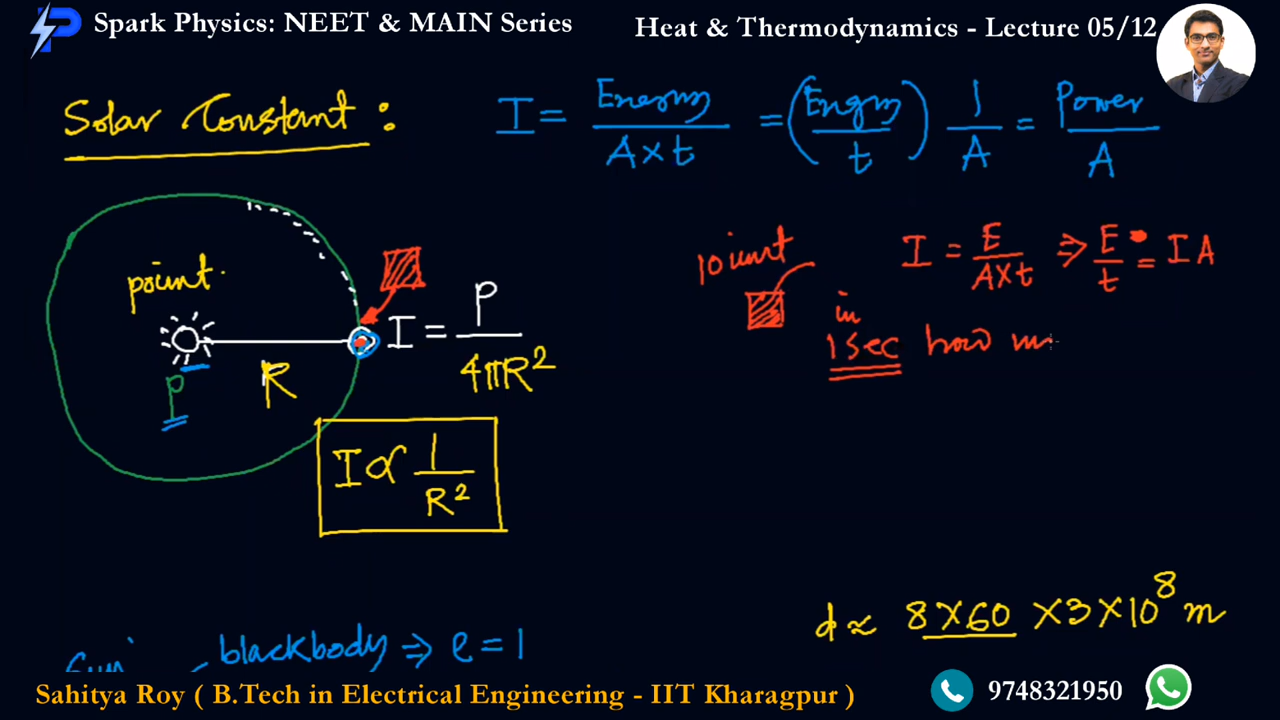 Spark Physics: NEET & MAIN Series
Heat & Thermodynamics - Lecture 05/12
Solar Constant :
I = Energy / A × t = (Energy / t) 1 / A = Power / A
point.
P
R
I = P / 4πR²
I ∝ 1 / R²
10 unit
I = E / A×t ⇒ E / t = I A
in
1 sec how m
d ≈ 8×60 × 3×10⁸ m
blackbody ⇒ e = 1
Sahitya Roy ( B.Tech in Electrical Engineering - IIT Kharagpur )
9748321950